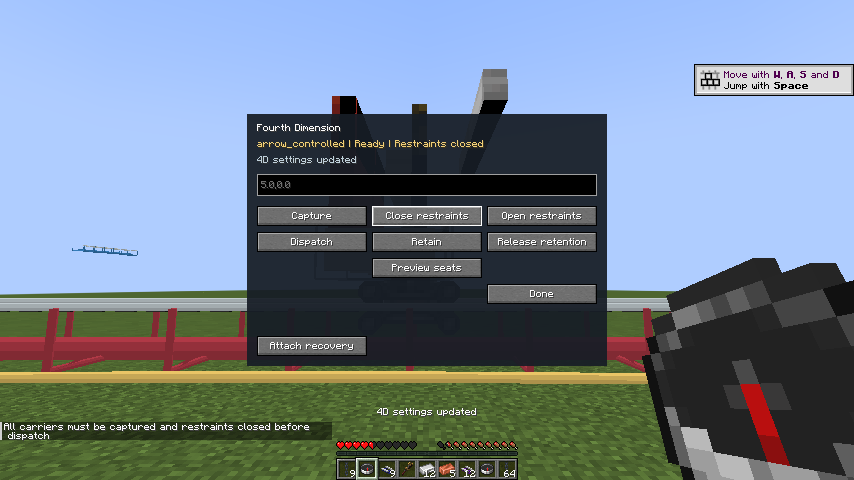 Move with W, A, S and D
Jump with Space
Fourth Dimension
arrow_controlled | Ready | Restraints closed
4D settings updated
5.0,0.0
Capture
Close restraints
Open restraints
Dispatch
Retain
Release retention
Preview seats
Done
Attach recovery
4D settings updated
All carriers must be captured and restraints closed before
dispatch
9
9
12
5
12
64